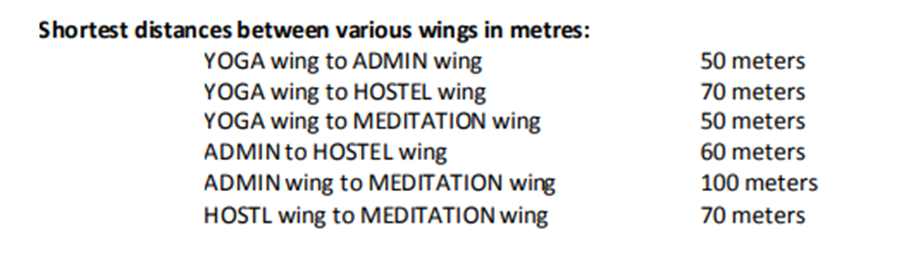 Shortest distances between various wings in metres:
YOGA wing to ADMIN wing 50 meters
YOGA wing to HOSTEL wing 70 meters
YOGA wing to MEDITATION wing 50 meters
ADMIN to HOSTEL wing 60 meters
ADMIN wing to MEDITATION wing 100 meters
HOSTL wing to MEDITATION wing 70 meters